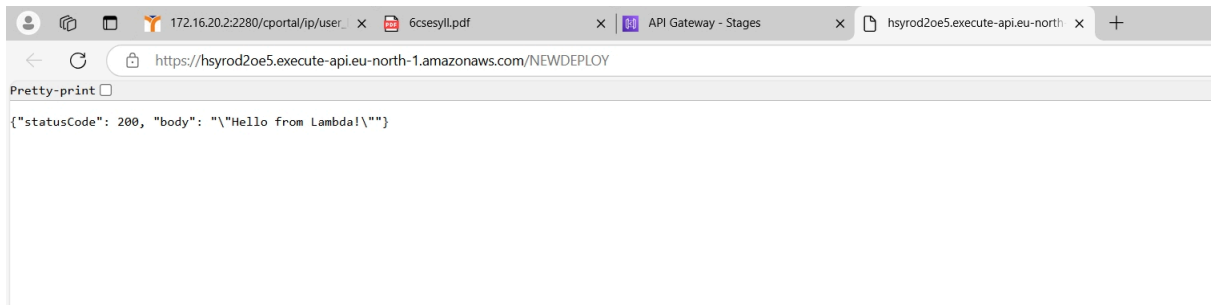 172.16.20.2:2280/cportal/ip/user_
6csesyll.pdf
API Gateway - Stages
hsyrod2oe5.execute-api.eu-north-
https://hsyrod2oe5.execute-api.eu-north-1.amazonaws.com/NEWDEPLOY
Pretty-print
{"statusCode": 200, "body": "\"Hello from Lambda!\""}